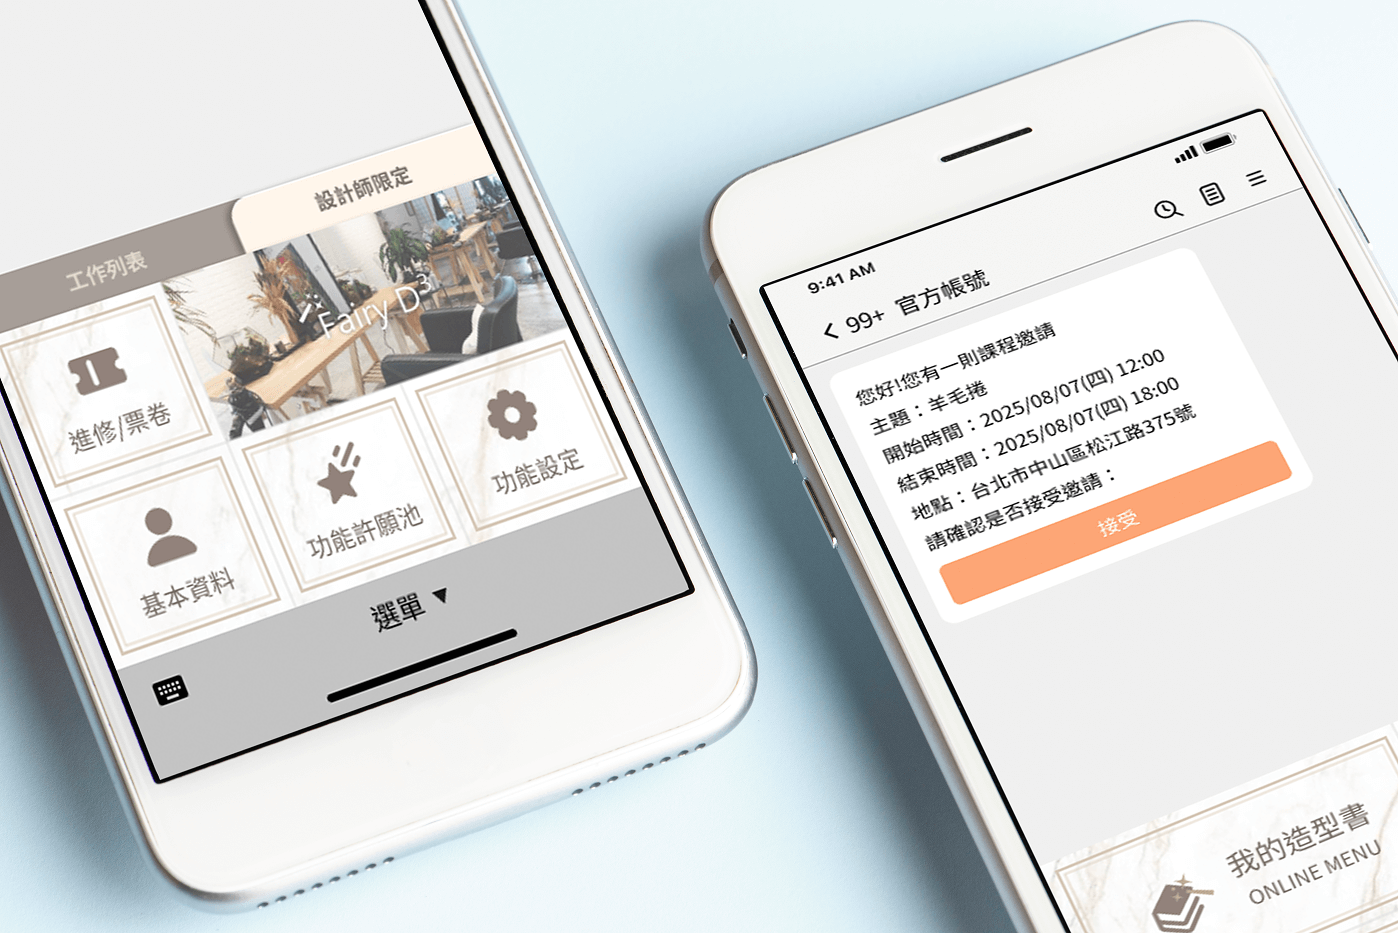 設計師限定
工作列表
Fairy D³
進修/票卷
功能設定
功能許願池
基本資料
選單 ▼
9:41 AM
99+ 官方帳號
您好!您有一則課程邀請
主題：羊毛捲
開始時間：2025/08/07(四) 12:00
結束時間：2025/08/07(四) 18:00
地點：台北市中山區松江路375號
請確認是否接受邀請：
接受
我的造型書
ONLINE MENU